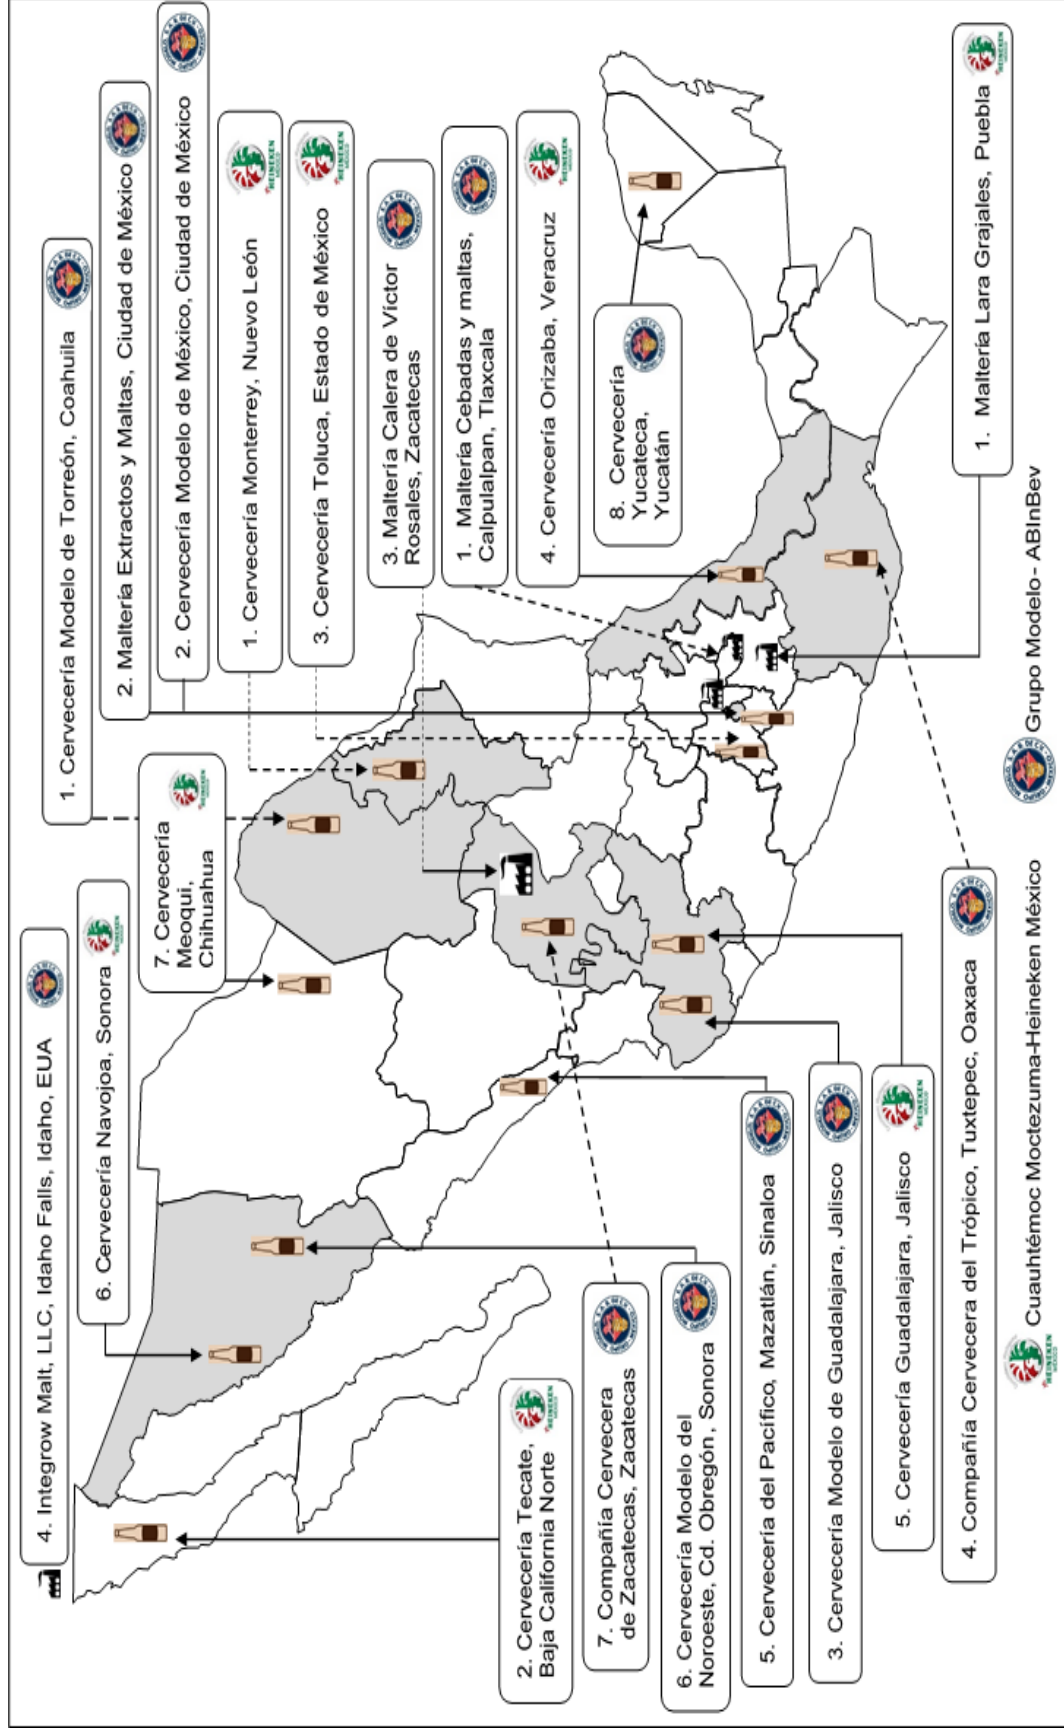 4. Integrow Malt, LLC, Idaho Falls, Idaho, EUA
1. Cervecería Modelo de Torreón, Coahuila
6. Cervecería Navojoa, Sonora
2. Maltería Extractos y Maltas, Ciudad de México
7. Cervecería
Meoqui,
Chihuahua
2. Cervecería Modelo de México, Ciudad de México
1. Cervecería Monterrey, Nuevo León
3. Cervecería Toluca, Estado de México
3. Maltería Calera de Victor
Rosales, Zacatecas
1. Maltería Cebadas y maltas,
Calpulalpan, Tlaxcala
2. Cervecería Tecate,
Baja California Norte
4. Cervecería Orizaba, Veracruz
7. Compañía Cervecera
de Zacatecas, Zacatecas
8. Cervecería
Yucateca,
Yucatán
6. Cervecería Modelo del
Noroeste, Cd. Obregón, Sonora
5. Cervecería del Pacífico, Mazatlán, Sinaloa
3. Cervecería Modelo de Guadalajara, Jalisco
5. Cervecería Guadalajara, Jalisco
4. Compañía Cervecera del Trópico, Tuxtepec, Oaxaca
1. Maltería Lara Grajales, Puebla
HEINEKEN
MÉXICO
Cuauhtémoc Moctezuma-Heineken México
Grupo Modelo - ABInBev